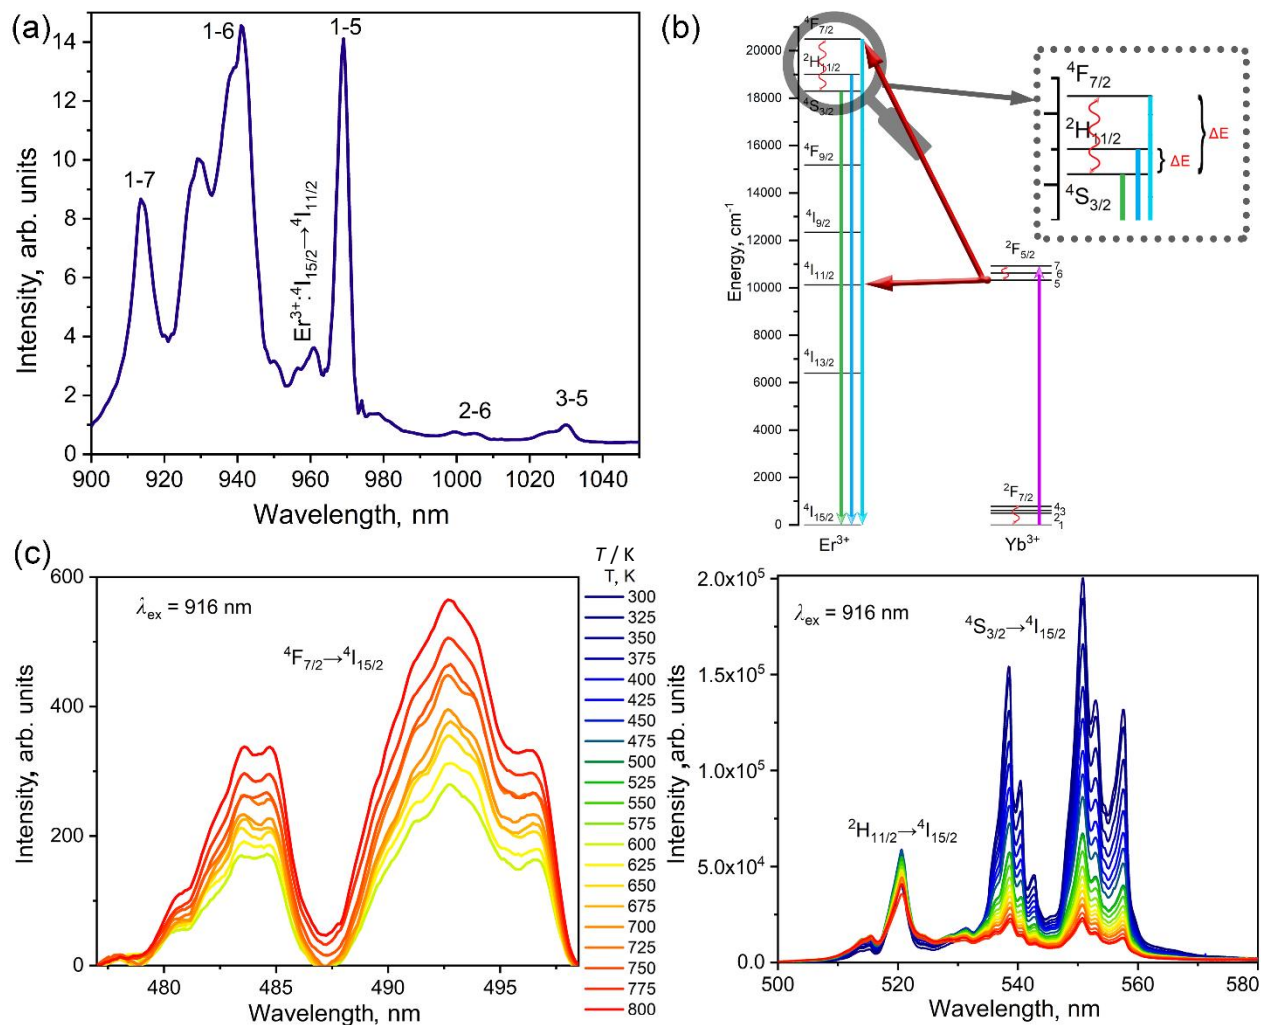 (a)
14
12
10
8
6
4
2
0
Intensity, arb. units
1-7
1-6
1-5
Er³⁺:⁴I₁₅/₂→⁴I₁₁/₂
2-6
3-5
900 920 940 960 980 1000 1020 1040
Wavelength, nm
(b)
Energy, cm⁻¹
20000
18000
16000
14000
12000
10000
8000
6000
4000
2000
0
⁴F₇/₂
²H₁₁/₂
⁴S₃/₂
⁴F₉/₂
⁴I₉/₂
⁴I₁₁/₂
⁴I₁₃/₂
⁴I₁₅/₂
Er³⁺
²F₅/₂
7
6
5
²F₇/₂
4
3
2
1
Yb³⁺
⁴F₇/₂
²H₁₁/₂
⁴S₃/₂
ΔE
ΔE
(c)
600
400
200
0
Intensity, arb. units
λex = 916 nm
⁴F₇/₂→⁴I₁₅/₂
480 485 490 495
Wavelength, nm
T / K
T, K
300
325
350
375
400
425
450
475
500
525
550
575
600
625
650
675
700
725
750
775
800
2.0x10⁵
1.5x10⁵
1.0x10⁵
5.0x10⁴
0.0
Intensity ,arb. units
λex = 916 nm
⁴S₃/₂→⁴I₁₅/₂
²H₁₁/₂→⁴I₁₅/₂
500 520 540 560 580
Wavelength, nm